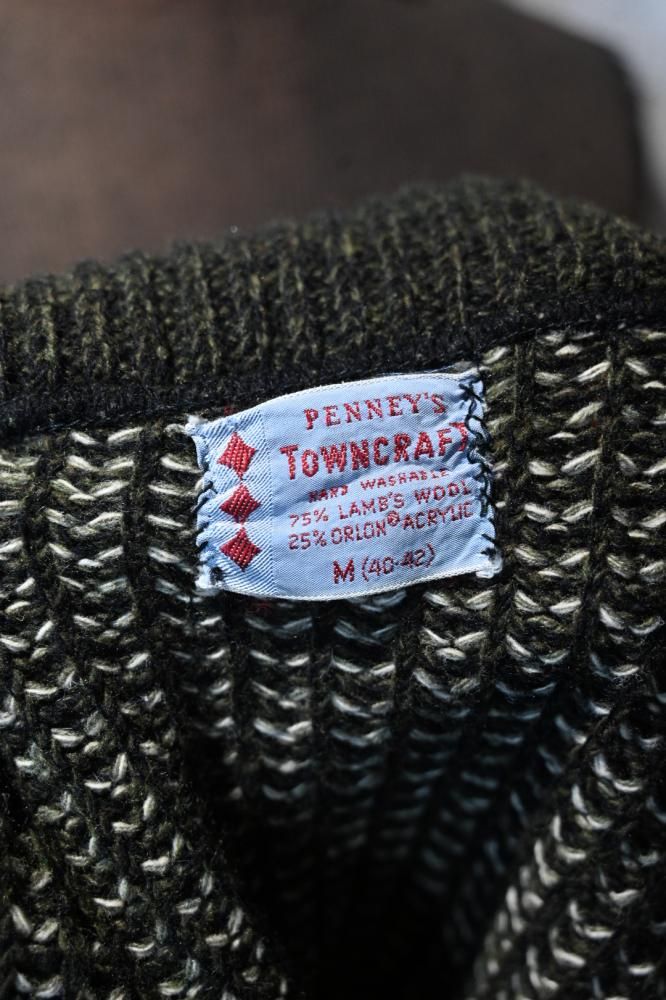 PENNEY'S
TOWNCRAFT
HAND WASHABLE
75% LAMB'S WOOL
25% ORLON® ACRYLIC
M (40-42)